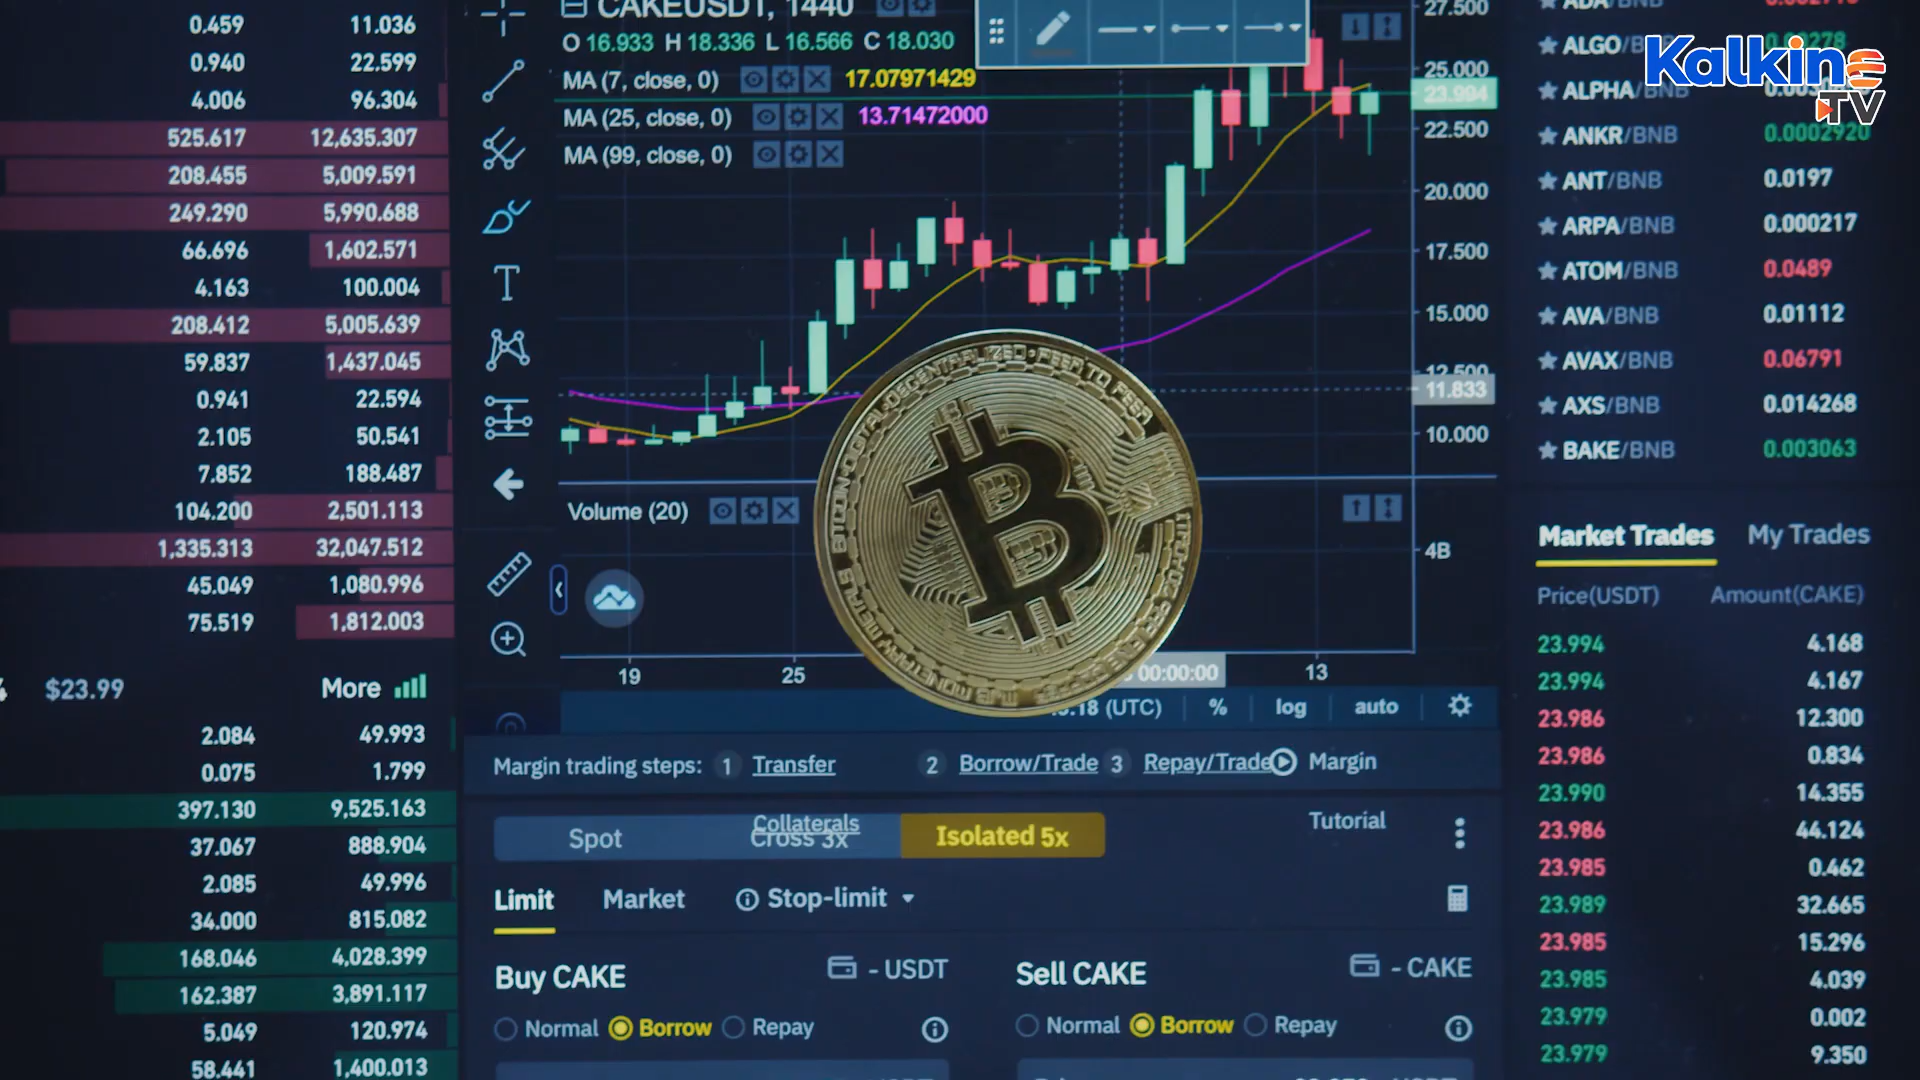 0.459 11.036
0.940 22.599
4.006 96.304
525.617 12,635.307
208.455 5,009.591
249.290 5,990.688
66.696 1,602.571
4.163 100.004
208.412 5,005.639
59.837 1,437.045
0.941 22.594
2.105 50.541
7.852 188.487
104.200 2,501.113
1,335.313 32,047.512
45.049 1,080.996
75.519 1,812.003
$23.99 More
2.084 49.993
0.075 1.799
397.130 9,525.163
37.067 888.904
2.085 49.996
34.000 815.082
168.046 4,028.399
162.387 3,891.117
5.049 120.974
58.441 1,400.013
CAKEUSDT, 1440
O 16.933 H 18.336 L 16.566 C 18.030
MA (7, close, 0) 17.07971429
MA (25, close, 0) 13.71472000
MA (99, close, 0)
27.500
25.000
23.994
22.500
20.000
17.500
15.000
12.500
11.833
10.000
Volume (20)
4B
19 25 00:00:00 13
(UTC) % log auto
DECENTRALIZED • PEER TO PEER
BITCOIN • DIGITAL
B
Margin trading steps: 1 Transfer 2 Borrow/Trade 3 Repay/Trade Margin
Collaterals Tutorial
Spot Cross 3x Isolated 5x
Limit Market Stop-limit
Buy CAKE - USDT
Normal Borrow Repay
Sell CAKE - CAKE
Normal Borrow Repay
Kalkine
TV
ALGO/B
ALPHA/BNB
ANKR/BNB 0.0002920
ANT/BNB 0.0197
ARPA/BNB 0.000217
ATOM/BNB 0.0489
AVA/BNB 0.01112
AVAX/BNB 0.06791
AXS/BNB 0.014268
BAKE/BNB 0.003063
Market Trades My Trades
Price(USDT) Amount(CAKE)
23.994 4.168
23.994 4.167
23.986 12.300
23.986 0.834
23.990 14.355
23.986 44.124
23.985 0.462
23.989 32.665
23.985 15.296
23.985 4.039
23.979 0.002
23.979 9.350